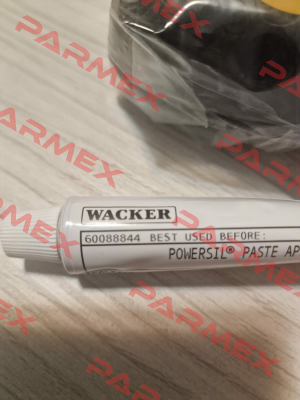 PARMEX
PARMEX
PARMEX
WACKER
60088844 BEST USED BEFORE:
POWERSIL® PASTE AP
PARMEX
PARMEX
PARMEX